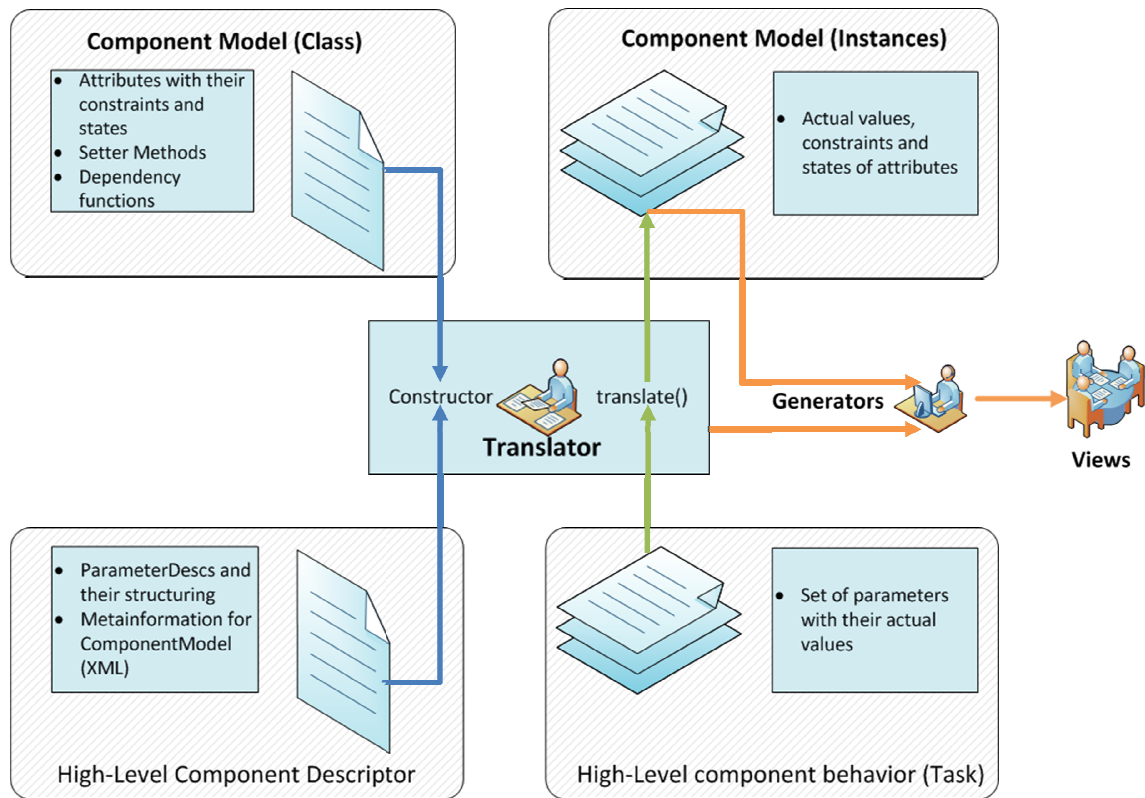 Component Model (Class)
• Attributes with their
constraints and
states
• Setter Methods
• Dependency
functions
Component Model (Instances)
• Actual values,
constraints and
states of attributes
Constructor
translate()
Translator
Generators
Views
• ParameterDescs and
their structuring
• Metainformation for
ComponentModel
(XML)
High-Level Component Descriptor
• Set of parameters
with their actual
values
High-Level component behavior (Task)